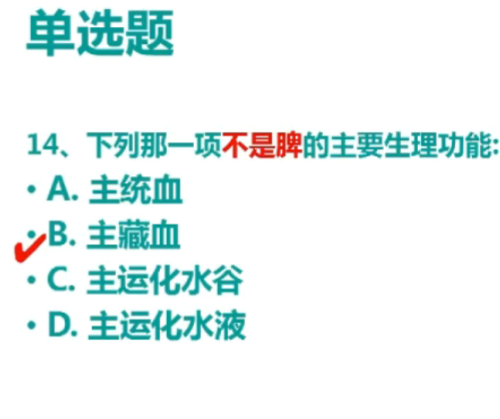 单选题
14、下列那一项不是脾的主要生理功能:
• A. 主统血
• B. 主藏血
• C. 主运化水谷
• D. 主运化水液